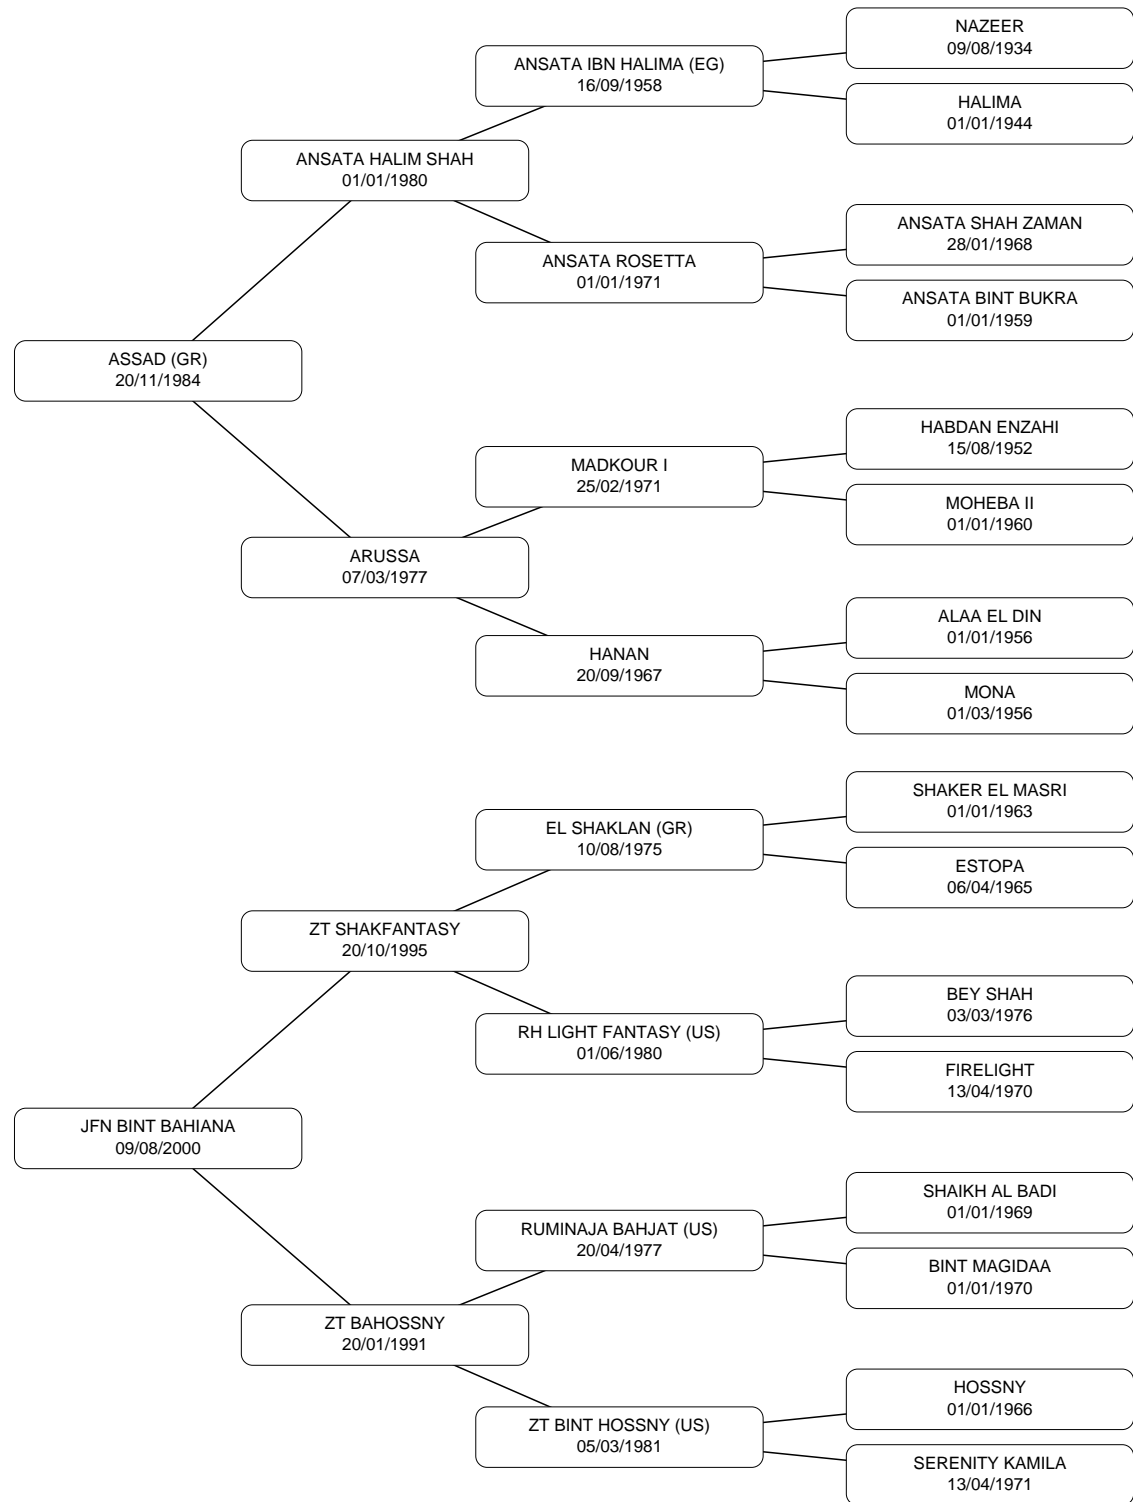 NAZEER
09/08/1934
ANSATA IBN HALIMA (EG)
16/09/1958
HALIMA
01/01/1944
ANSATA HALIM SHAH
01/01/1980
ANSATA SHAH ZAMAN
28/01/1968
ANSATA ROSETTA
01/01/1971
ANSATA BINT BUKRA
01/01/1959
ASSAD (GR)
20/11/1984
HABDAN ENZAHI
15/08/1952
MADKOUR I
25/02/1971
MOHEBA II
01/01/1960
ARUSSA
07/03/1977
ALAA EL DIN
01/01/1956
HANAN
20/09/1967
MONA
01/03/1956
SHAKER EL MASRI
01/01/1963
EL SHAKLAN (GR)
10/08/1975
ESTOPA
06/04/1965
ZT SHAKFANTASY
20/10/1995
BEY SHAH
03/03/1976
RH LIGHT FANTASY (US)
01/06/1980
FIRELIGHT
13/04/1970
JFN BINT BAHIANA
09/08/2000
SHAIKH AL BADI
01/01/1969
RUMINAJA BAHJAT (US)
20/04/1977
BINT MAGIDAA
01/01/1970
ZT BAHOSSNY
20/01/1991
HOSSNY
01/01/1966
ZT BINT HOSSNY (US)
05/03/1981
SERENITY KAMILA
13/04/1971